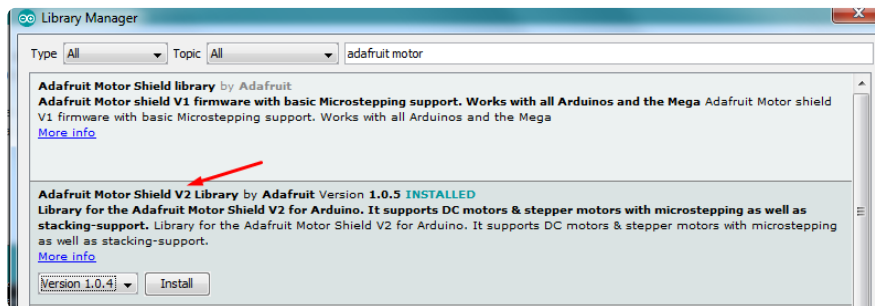 Library Manager
Type All Topic All adafruit motor
Adafruit Motor Shield library by Adafruit
Adafruit Motor shield V1 firmware with basic Microstepping support. Works with all Arduinos and the Mega Adafruit Motor shield
V1 firmware with basic Microstepping support. Works with all Arduinos and the Mega
More info
Adafruit Motor Shield V2 Library by Adafruit Version 1.0.5 INSTALLED
Library for the Adafruit Motor Shield V2 for Arduino. It supports DC motors & stepper motors with microstepping as well as
stacking-support. Library for the Adafruit Motor Shield V2 for Arduino. It supports DC motors & stepper motors with microstepping
as well as stacking-support.
More info
Version 1.0.4 Install